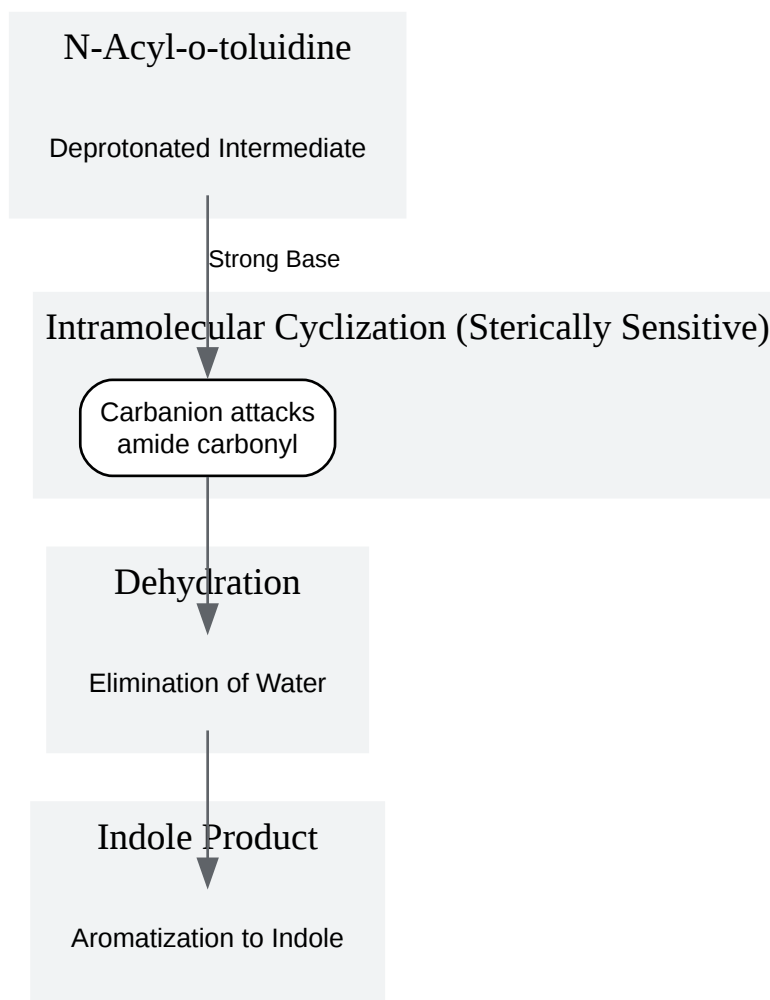 N-Acyl-o-toluidine
Deprotonated Intermediate
Strong Base
Intramolecular Cyclization (Sterically Sensitive)
Carbanion attacks
amide carbonyl
Dehydration
Elimination of Water
Indole Product
Aromatization to Indole